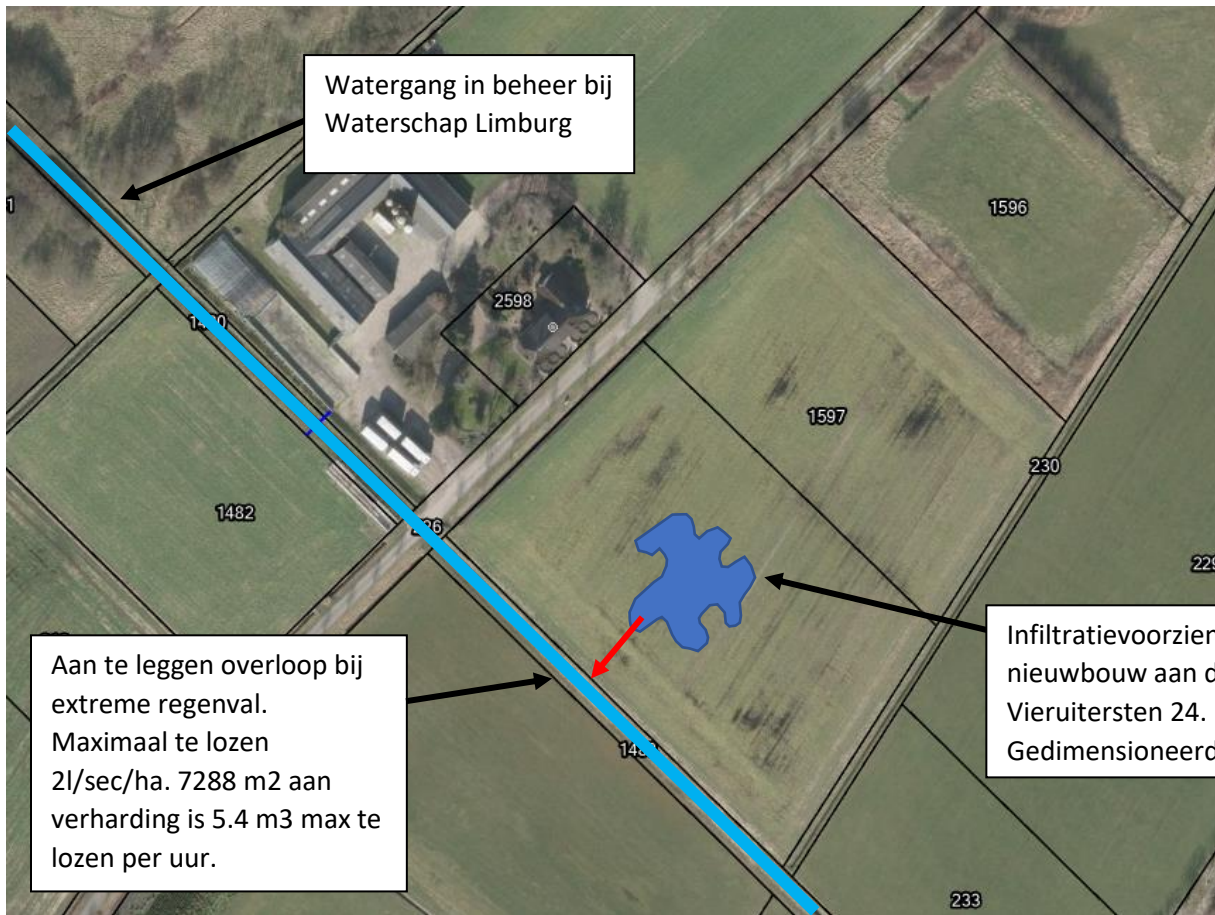 Watergang in beheer bij
Waterschap Limburg
1596
2598
1597
230
1482
229
Infiltratievoorzien
nieuwbouw aan d
Vieruitersten 24.
Gedimensioneerd
Aan te leggen overloop bij
extreme regenval.
Maximaal te lozen
2l/sec/ha. 7288 m2 aan
verharding is 5.4 m3 max te
lozen per uur.
233